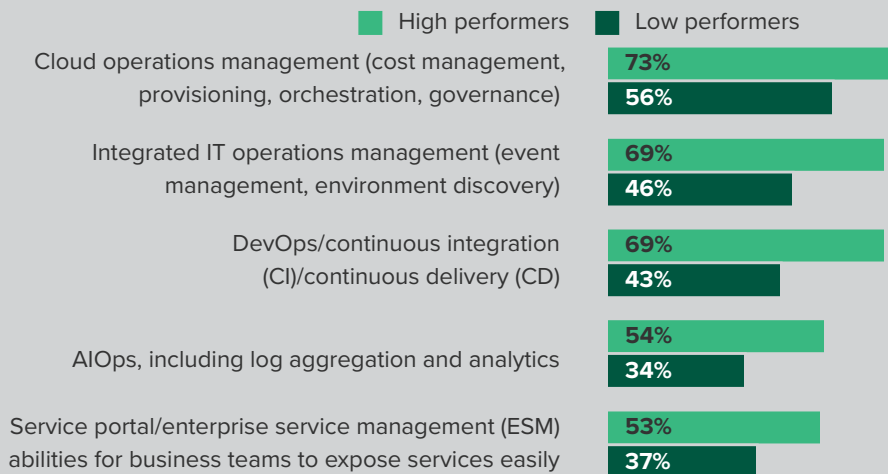 High performers Low performers
Cloud operations management (cost management,
provisioning, orchestration, governance)
73%
56%
Integrated IT operations management (event
management, environment discovery)
69%
46%
DevOps/continuous integration
(CI)/continuous delivery (CD)
69%
43%
AIOps, including log aggregation and analytics
54%
34%
Service portal/enterprise service management (ESM)
abilities for business teams to expose services easily
53%
37%